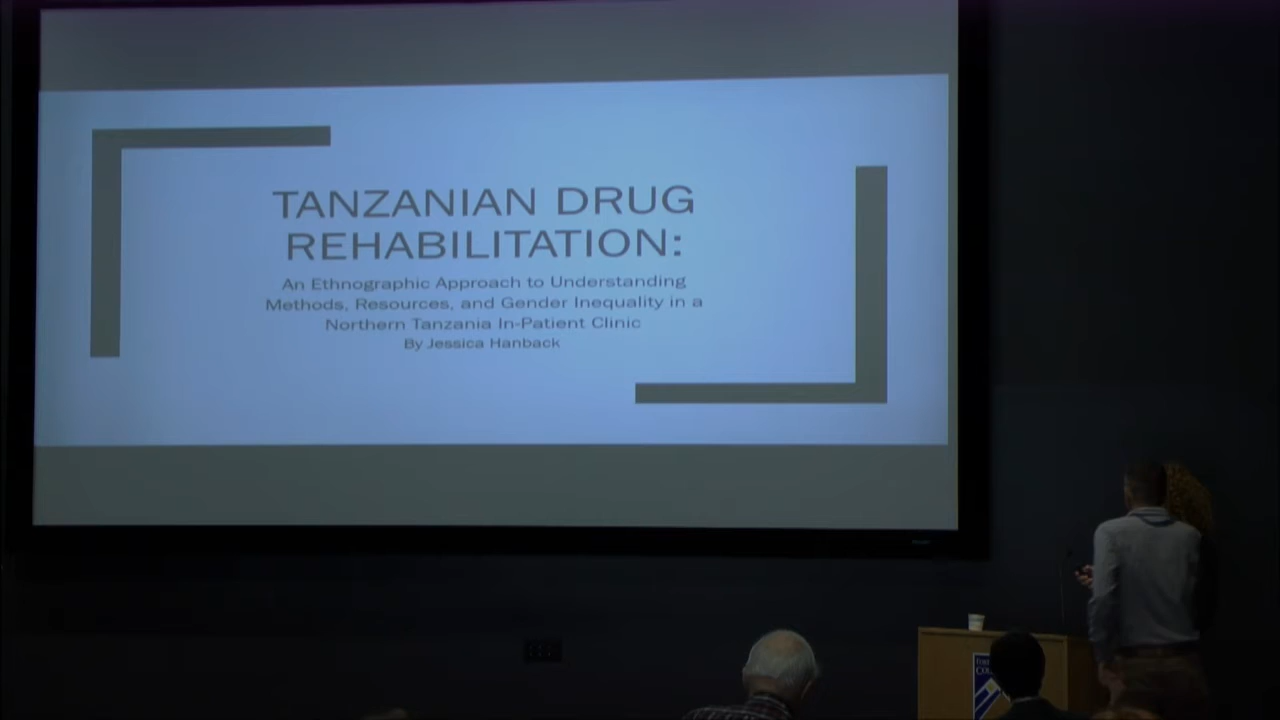 TANZANIAN DRUG
REHABILITATION:
An Ethnographic Approach to Understanding
Methods, Resources, and Gender Inequality in a
Northern Tanzania In-Patient Clinic
By Jessica Hanback